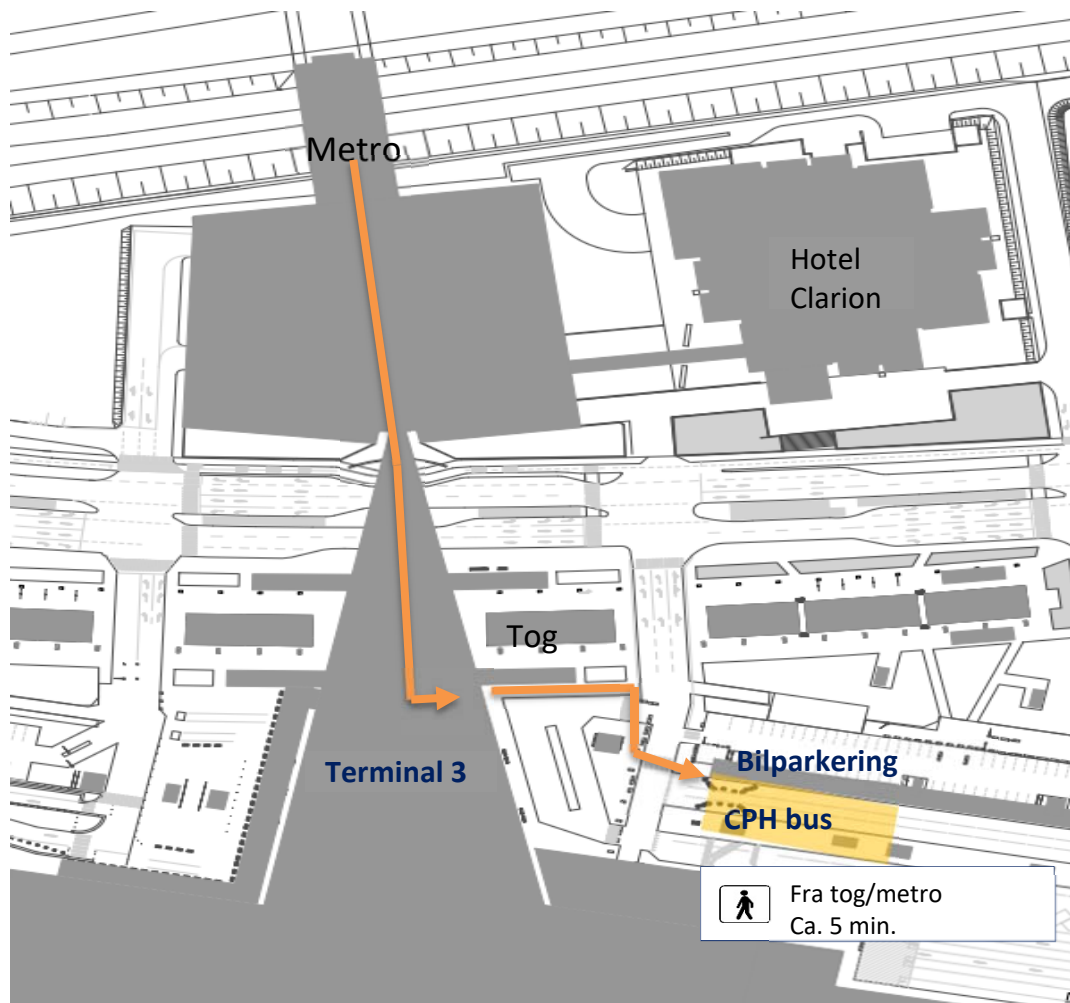 Metro
Hotel
Clarion
Tog
Terminal 3
Bilparkering
CPH bus
Fra tog/metro
Ca. 5 min.